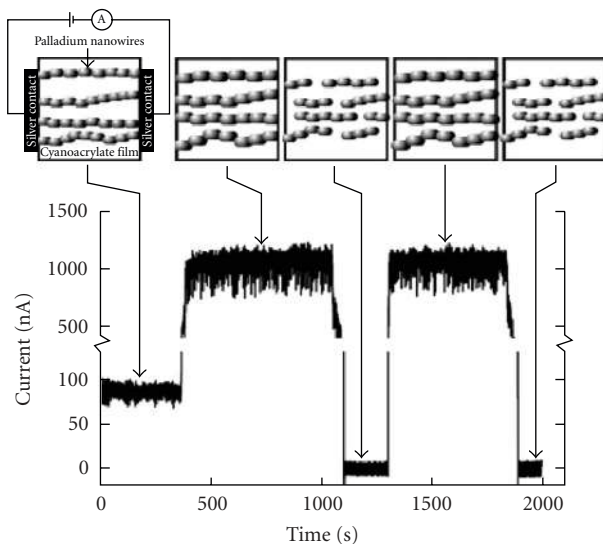 A
Palladium nanowires
Silver contact
Silver contact
Cyanoacrylate film
1500
1000
500
100
50
0
Current (nA)
0
500
1000
1500
2000
Time (s)